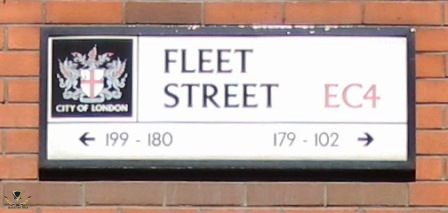 FLEET
STREET EC4
CITY OF LONDON
← 199 - 180 179 - 102 →